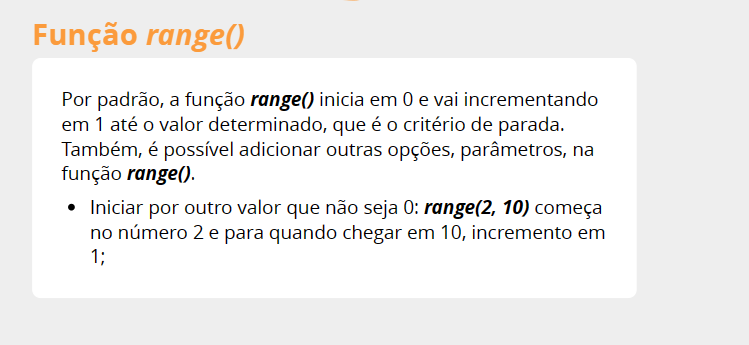 Função range()
Por padrão, a função range() inicia em 0 e vai incrementando
em 1 até o valor determinado, que é o critério de parada.
Também, é possível adicionar outras opções, parâmetros, na
função range().
• Iniciar por outro valor que não seja 0: range(2, 10) começa
no número 2 e para quando chegar em 10, incremento em
1;